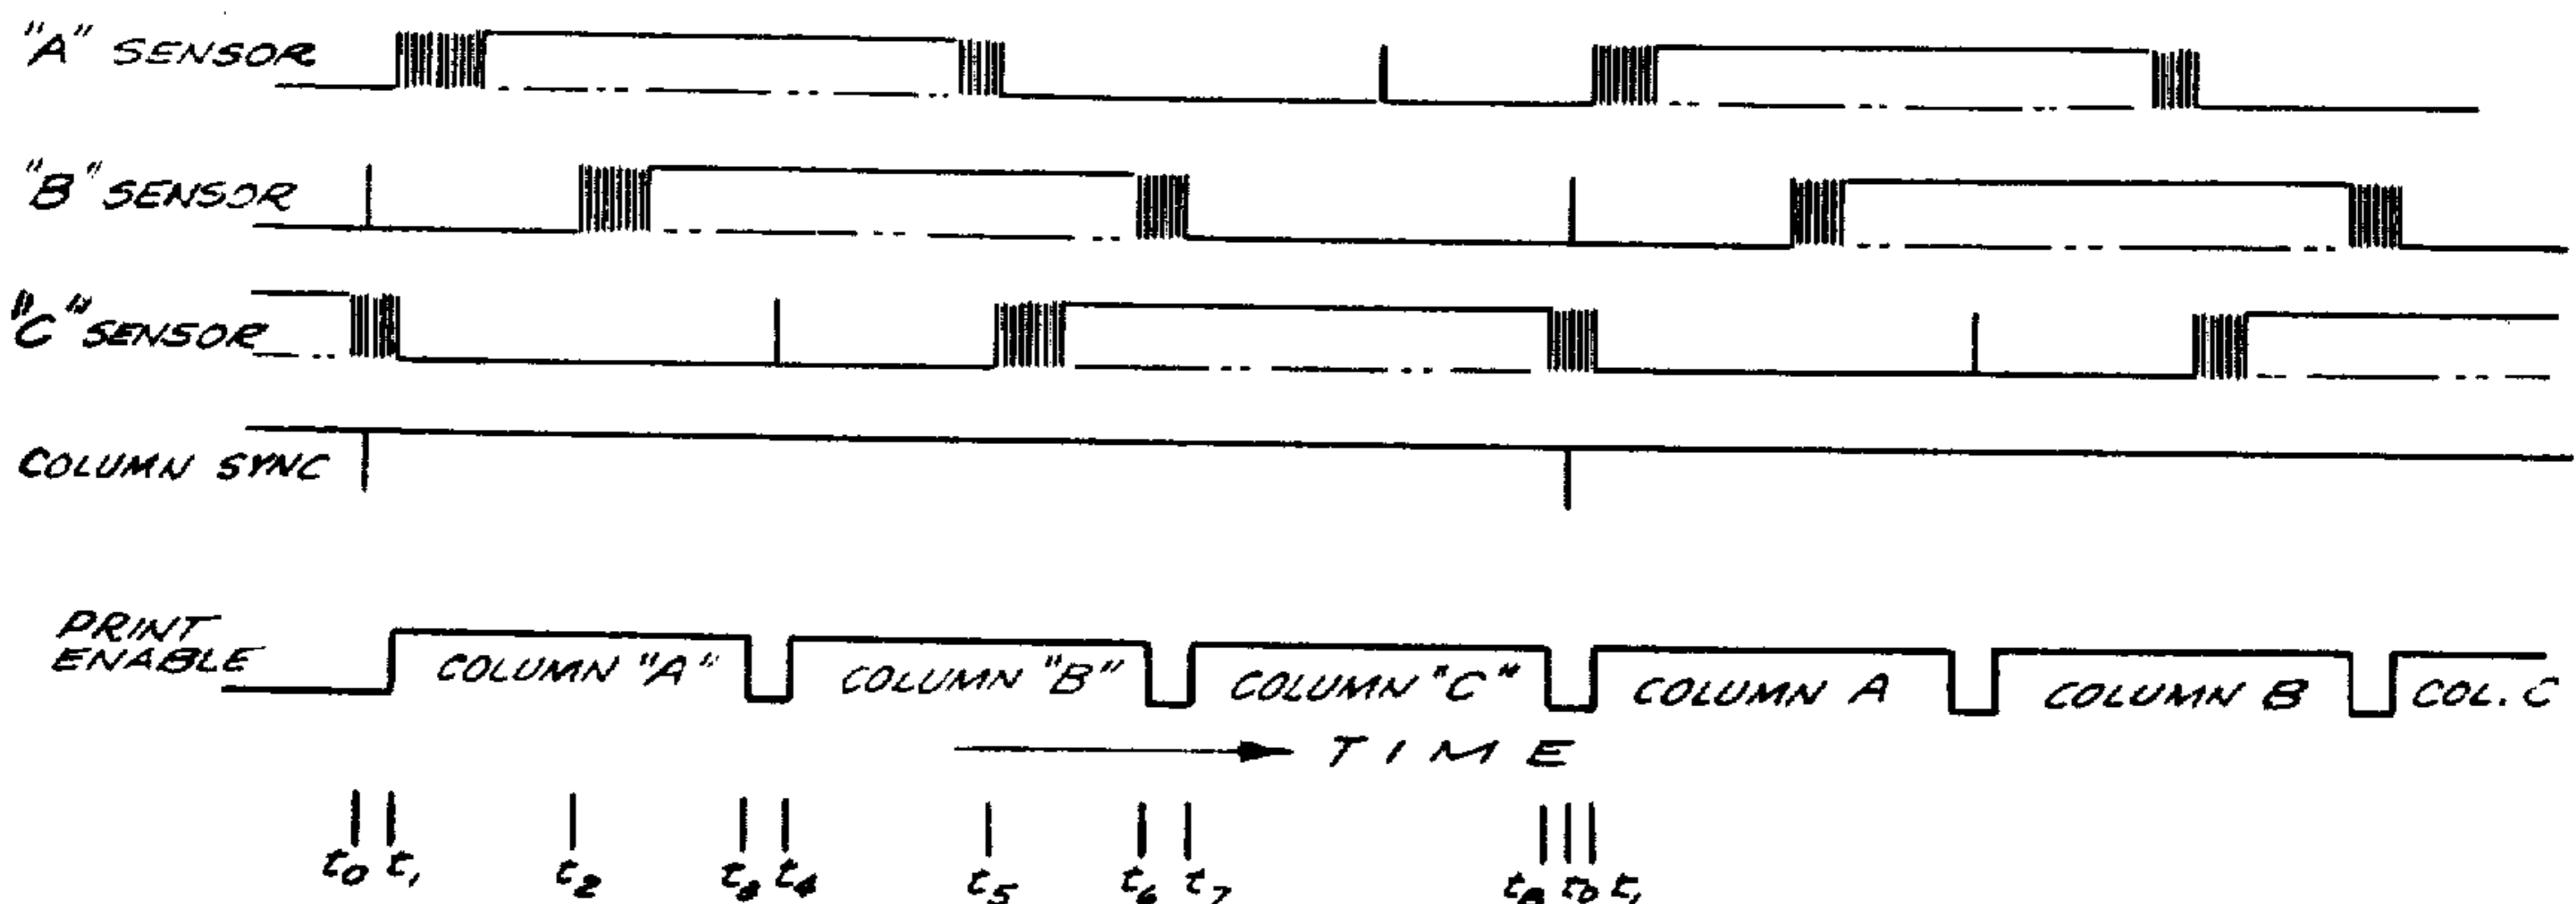 "A" SENSOR
"B" SENSOR
"C" SENSOR
COLUMN SYNC
PRINT
ENABLE
COLUMN "A"
COLUMN "B"
COLUMN "C"
COLUMN A
COLUMN B
COL. C
TIME
t0 t1 t2 t3 t4 t5 t6 t7 t8 t0 t1